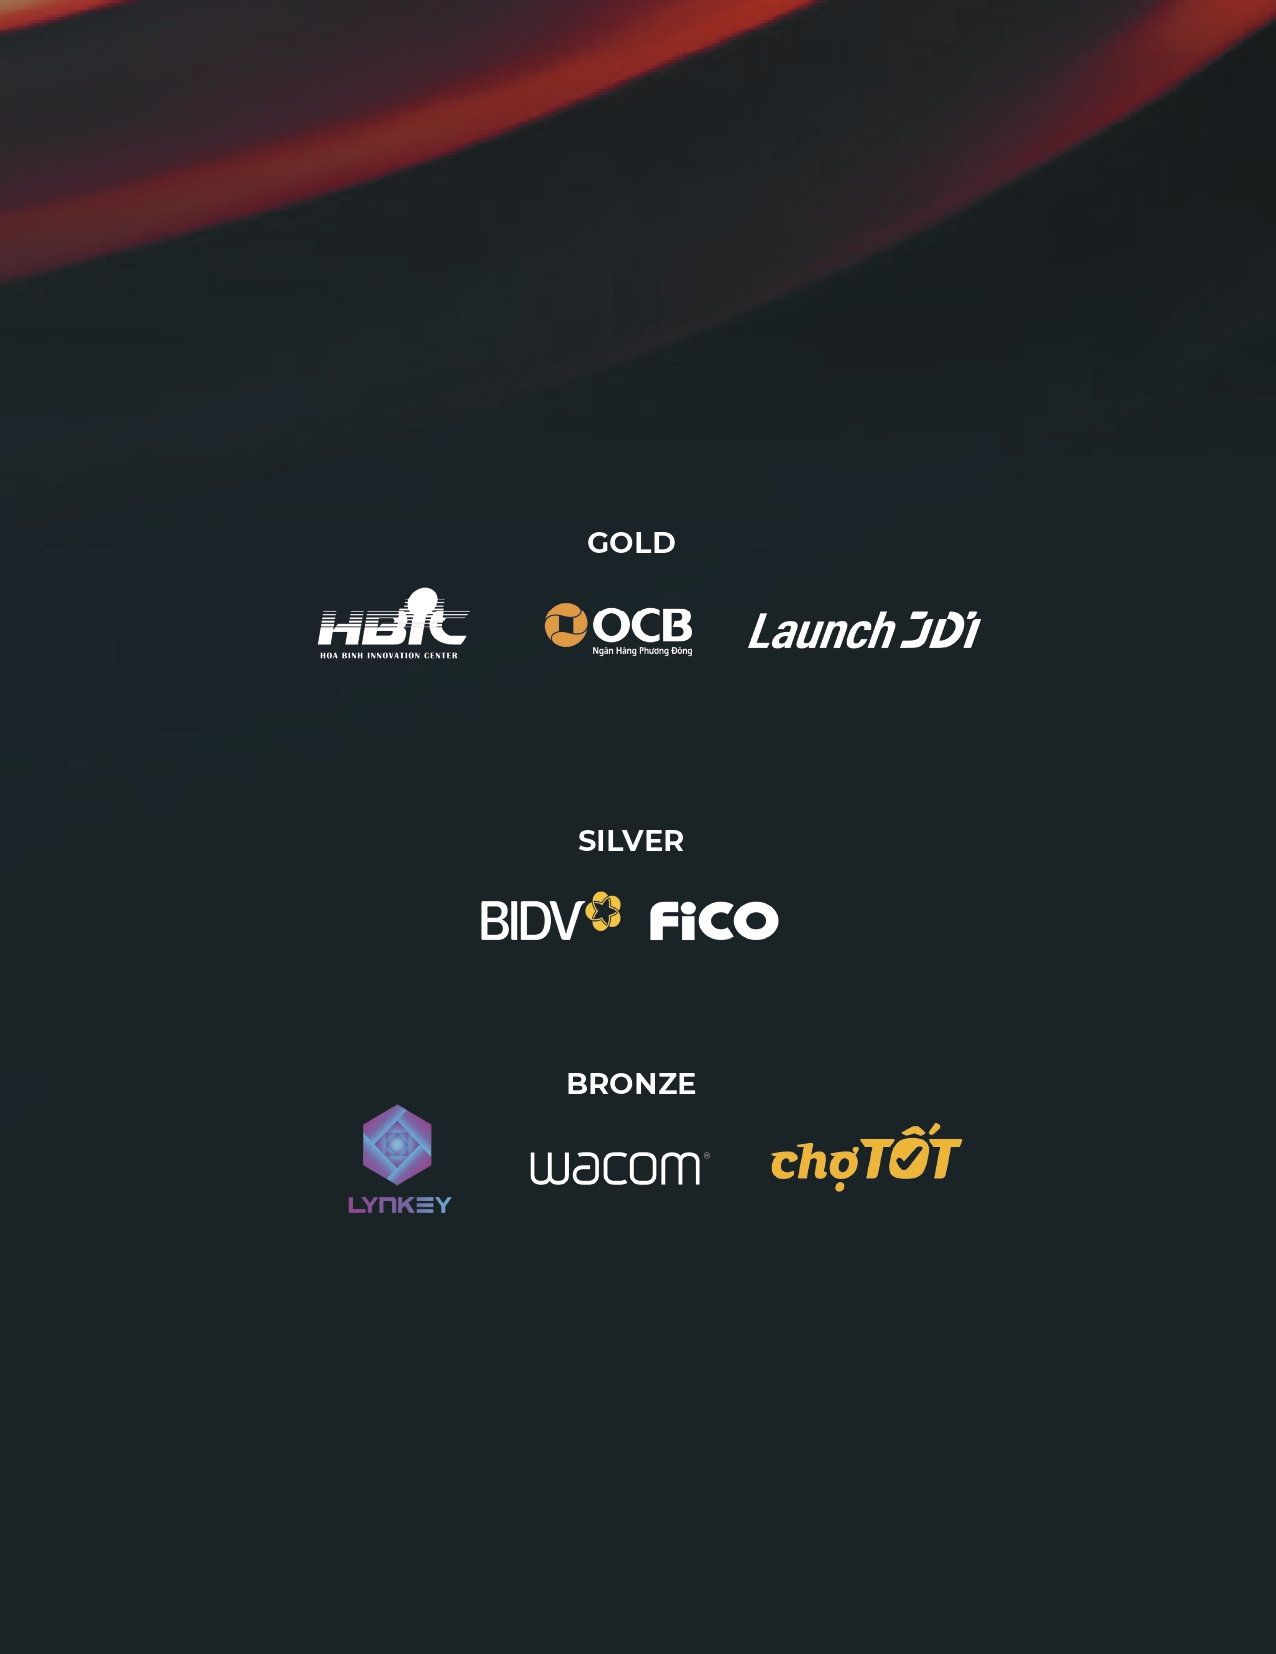 GOLD
HBIC
HOA BINH INNOVATION CENTER
OCB
Ngân Hàng Phương Đông
Launch JDI
SILVER
BIDV
FiCO
BRONZE
LYNKEY
wacom®
chợTỐT